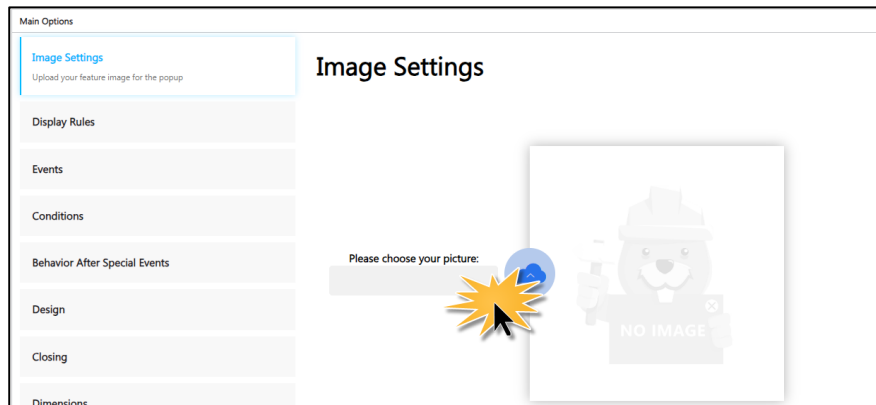 Main Options
Image Settings
Upload your feature image for the popup
Display Rules
Events
Conditions
Behavior After Special Events
Design
Closing
Dimensions
Image Settings
Please choose your picture:
NO IMAGE